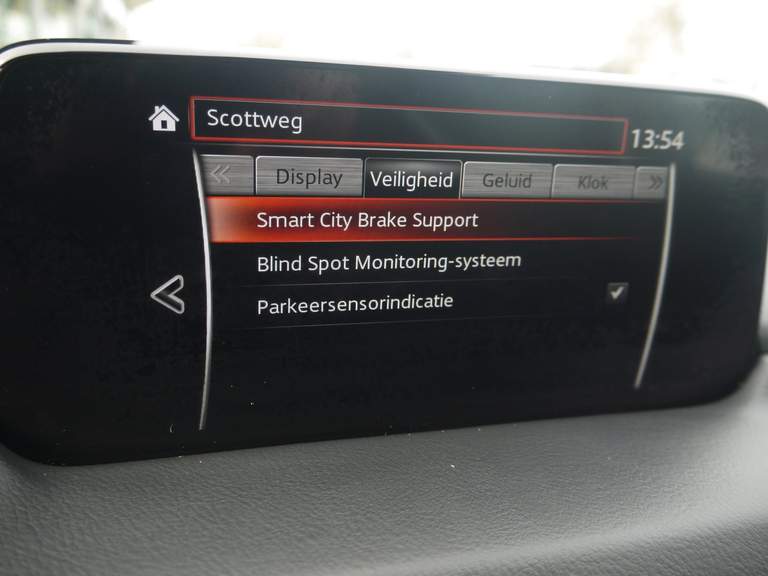 Scottweg
13:54
Display Veiligheid Geluid Klok
Smart City Brake Support
Blind Spot Monitoring-systeem
Parkeersensorindicatie